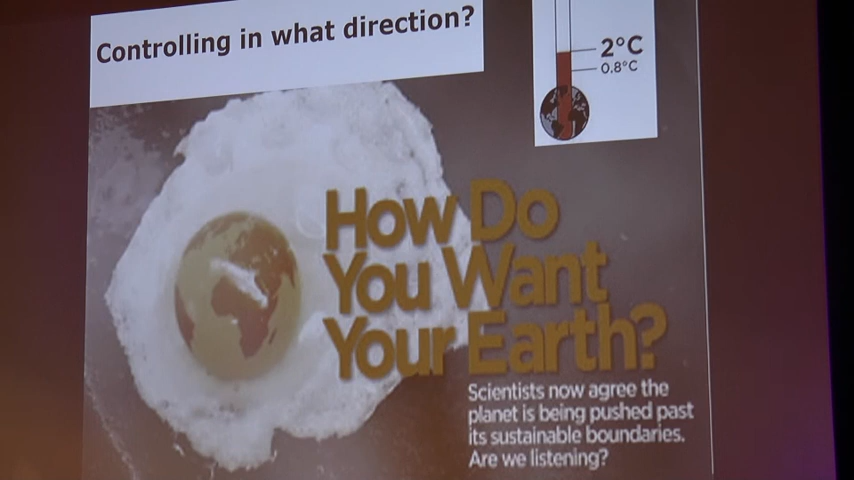 Controlling in what direction?
2°C
0.8°C
How Do
You Want
Your Earth?
Scientists now agree the
planet is being pushed past
its sustainable boundaries.
Are we listening?